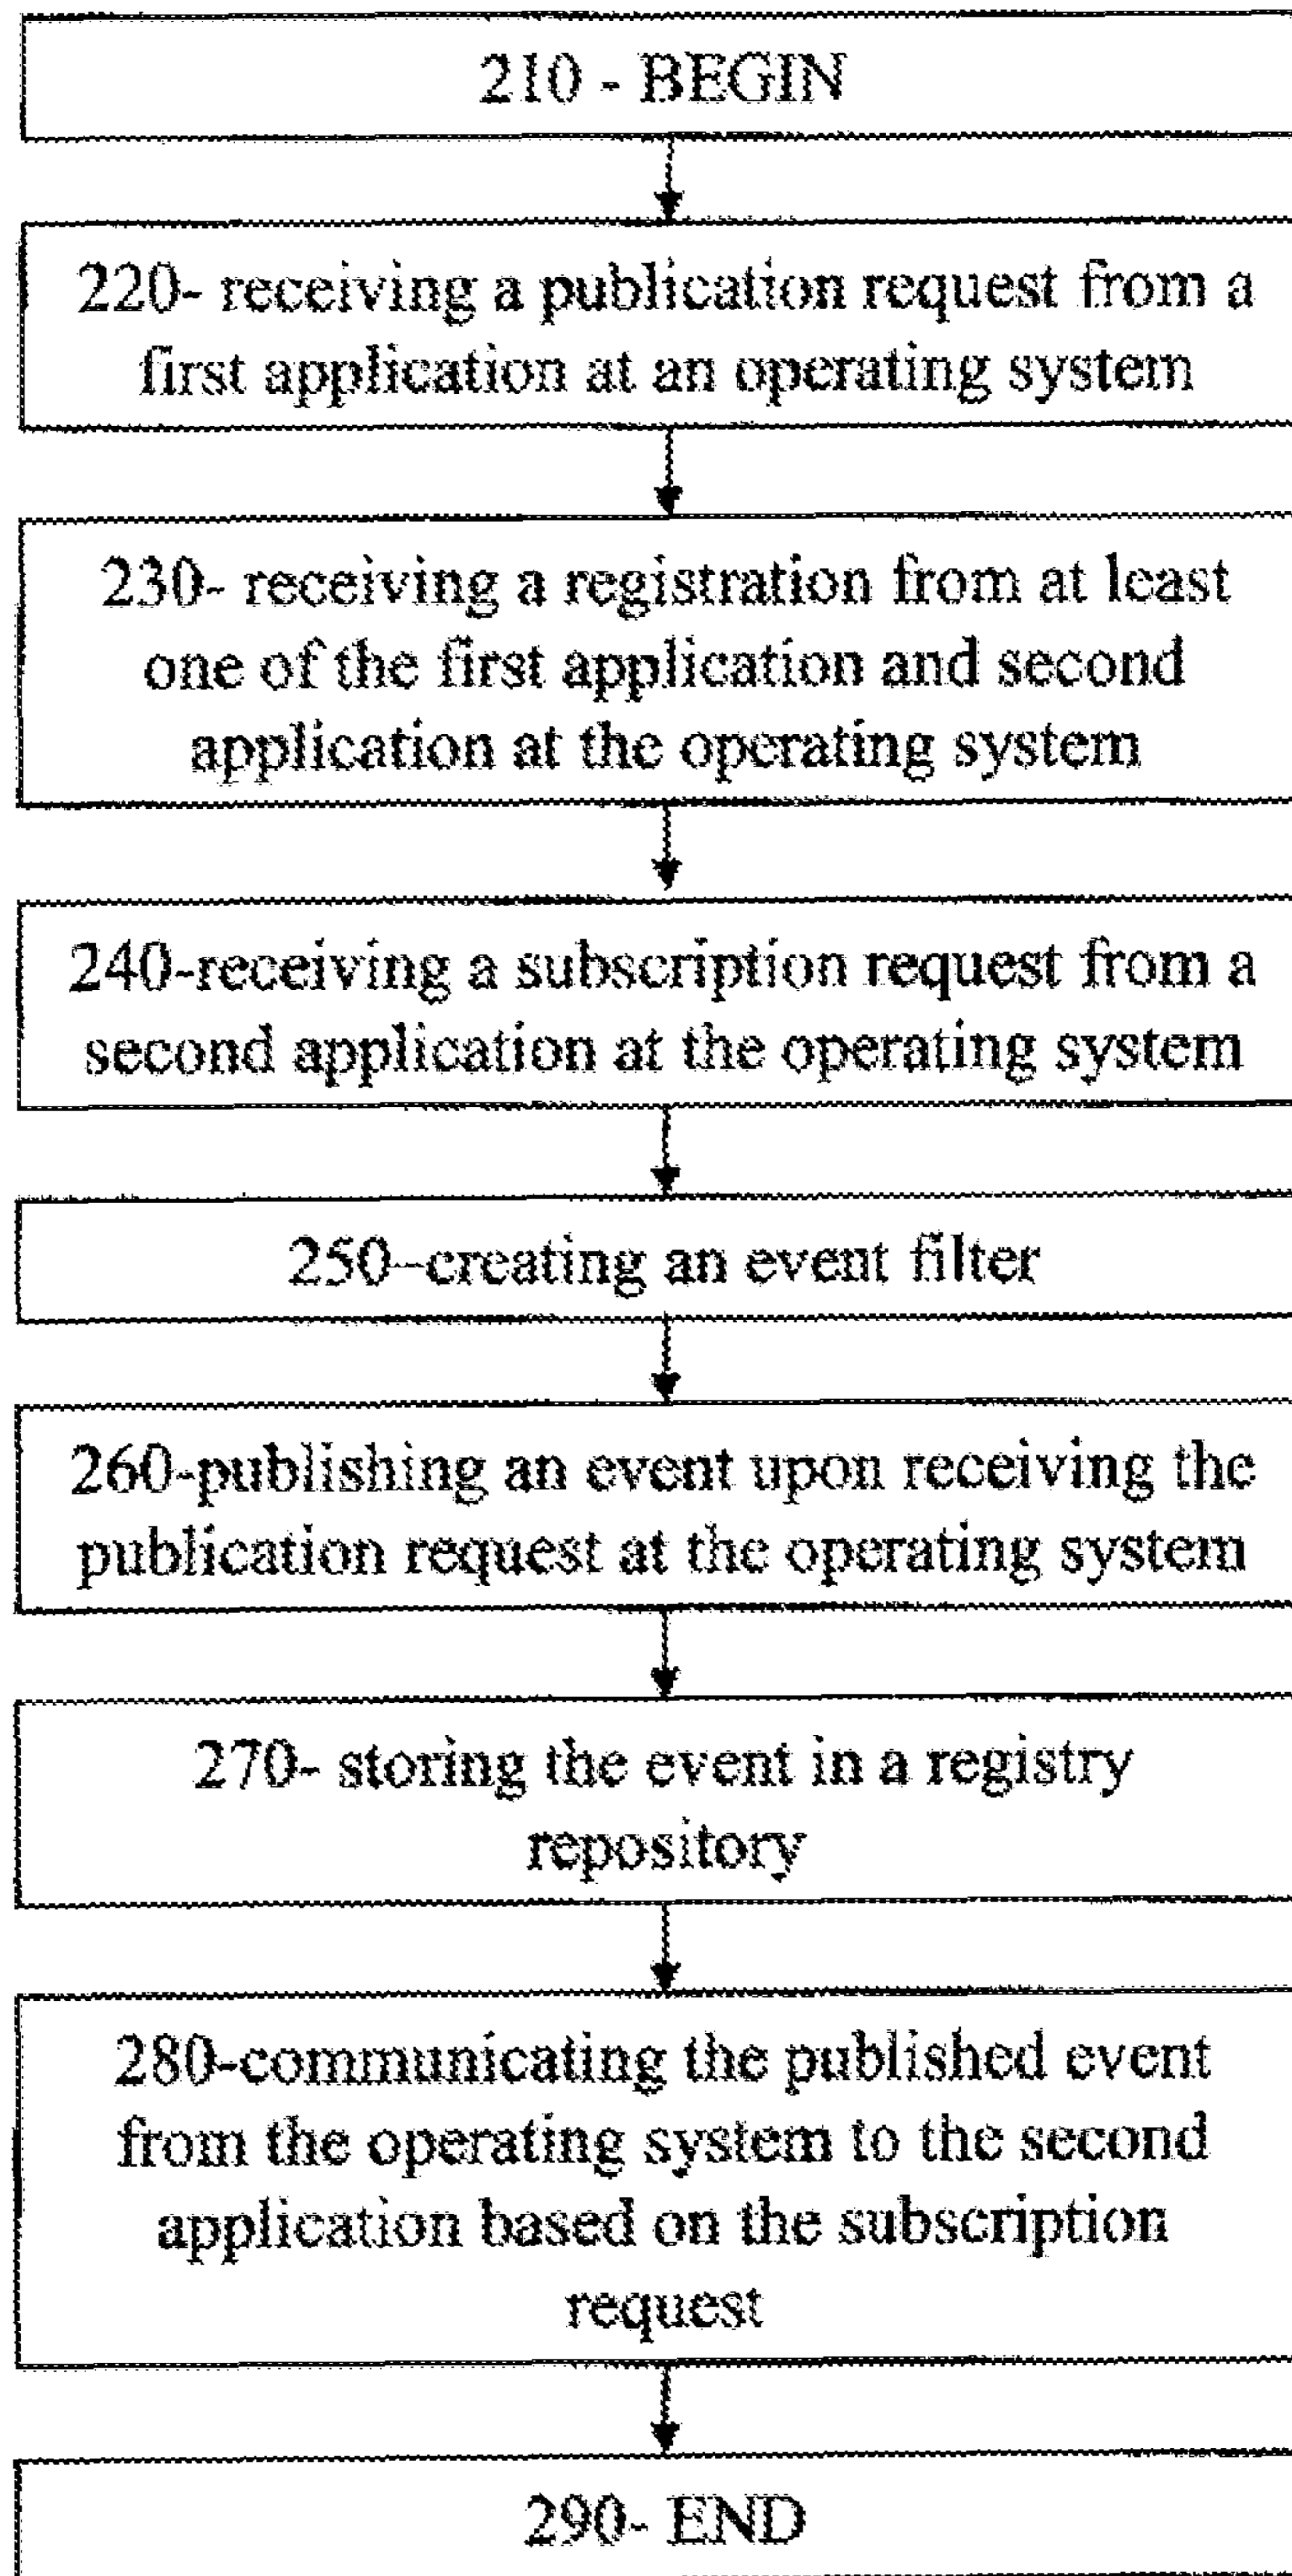 210 - BEGIN
220- receiving a publication request from a
first application at an operating system
230- receiving a registration from at least
one of the first application and second
application at the operating system
240-receiving a subscription request from a
second application at the operating system
250–creating an event filter
260-publishing an event upon receiving the
publication request at the operating system
270- storing the event in a registry
repository
280-communicating the published event
from the operating system to the second
application based on the subscription
request
290- END